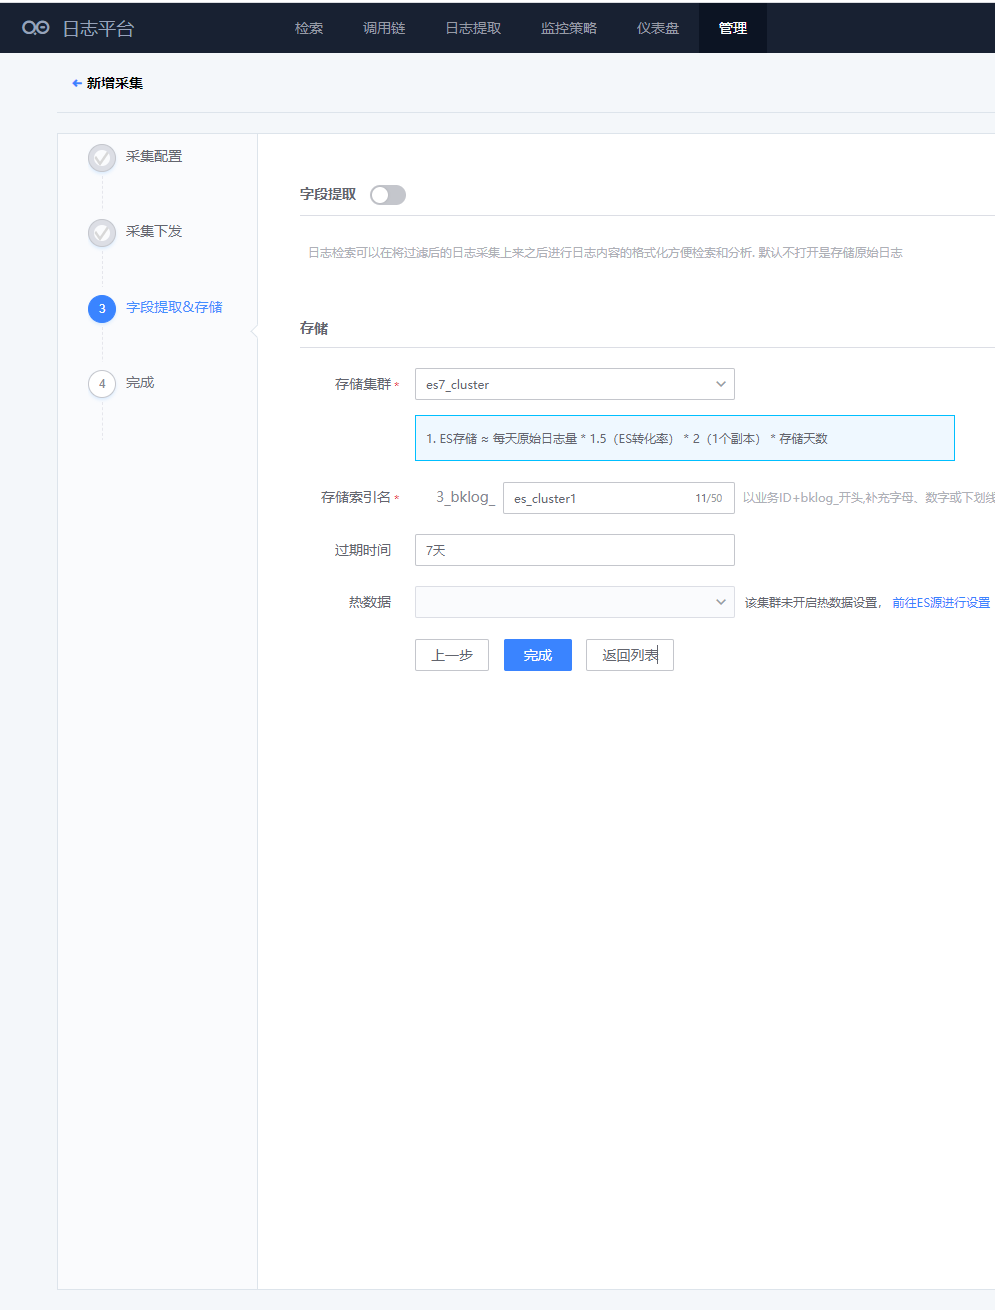 日志平台 检索 调用链 日志提取 监控策略 仪表盘 管理
新增采集
采集配置
采集下发
3 字段提取&存储
4 完成
字段提取
日志检索可以在将过滤后的日志采集上来之后进行日志内容的格式化方便检索和分析. 默认不打开是存储原始日志
存储
存储集群* es7_cluster
1. ES存储 ≈ 每天原始日志量 * 1.5（ES转化率） * 2（1个副本） * 存储天数
存储索引名* 3_bklog_ es_cluster1 11/50 以业务ID+bklog_开头,补充字母、数字或下划线
过期时间 7天
热数据 该集群未开启热数据设置， 前往ES源进行设置
上一步 完成 返回列表